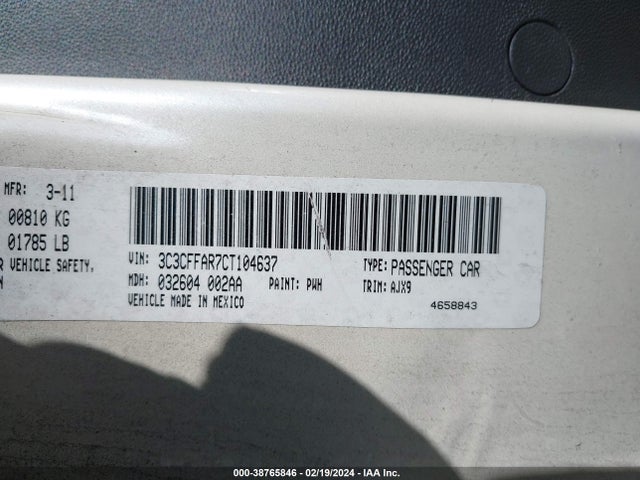 MFR: 3-11
00810 KG
01785 LB
VEHICLE SAFETY,
VIN: 3C3CFFAR7CT104637 TYPE: PASSENGER CAR
MDH: 032604 002AA PAINT: PWH TRIM: AJX9
VEHICLE MADE IN MEXICO
4658843
000-38765846 - 02/19/2024 - IAA Inc.